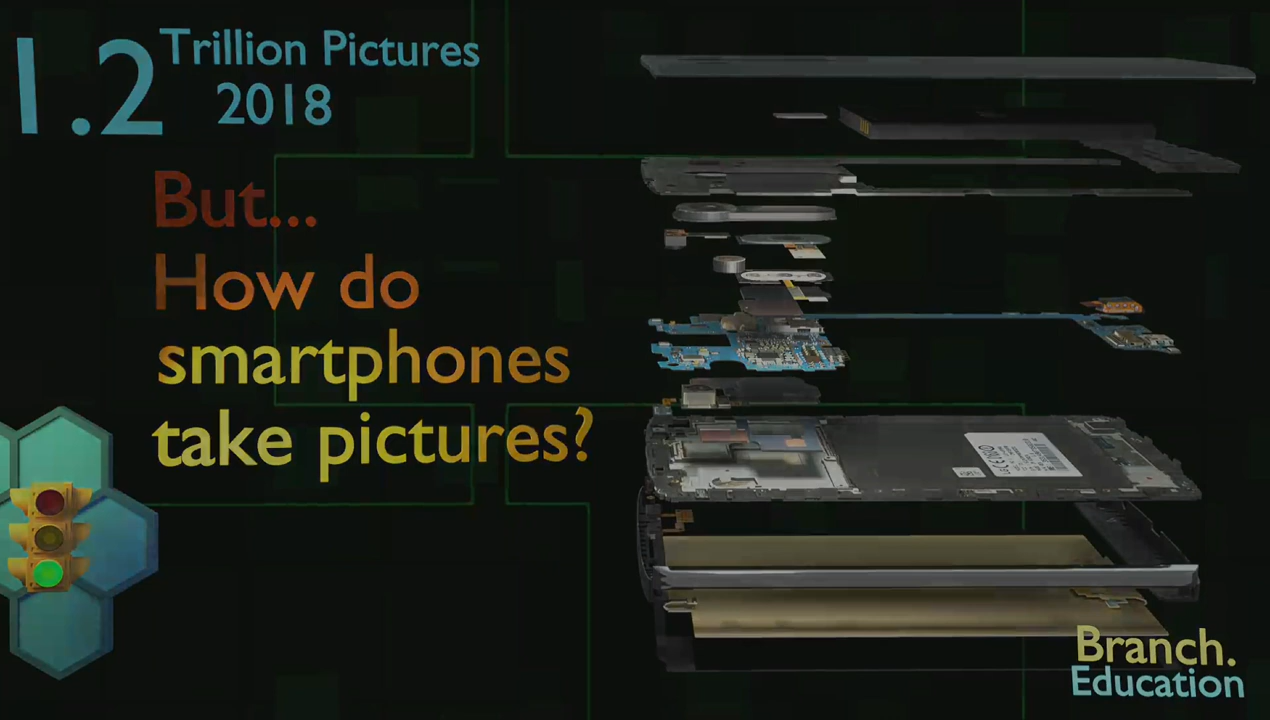 1.2 Trillion Pictures
2018
But...
How do
smartphones
take pictures?
Branch.
Education